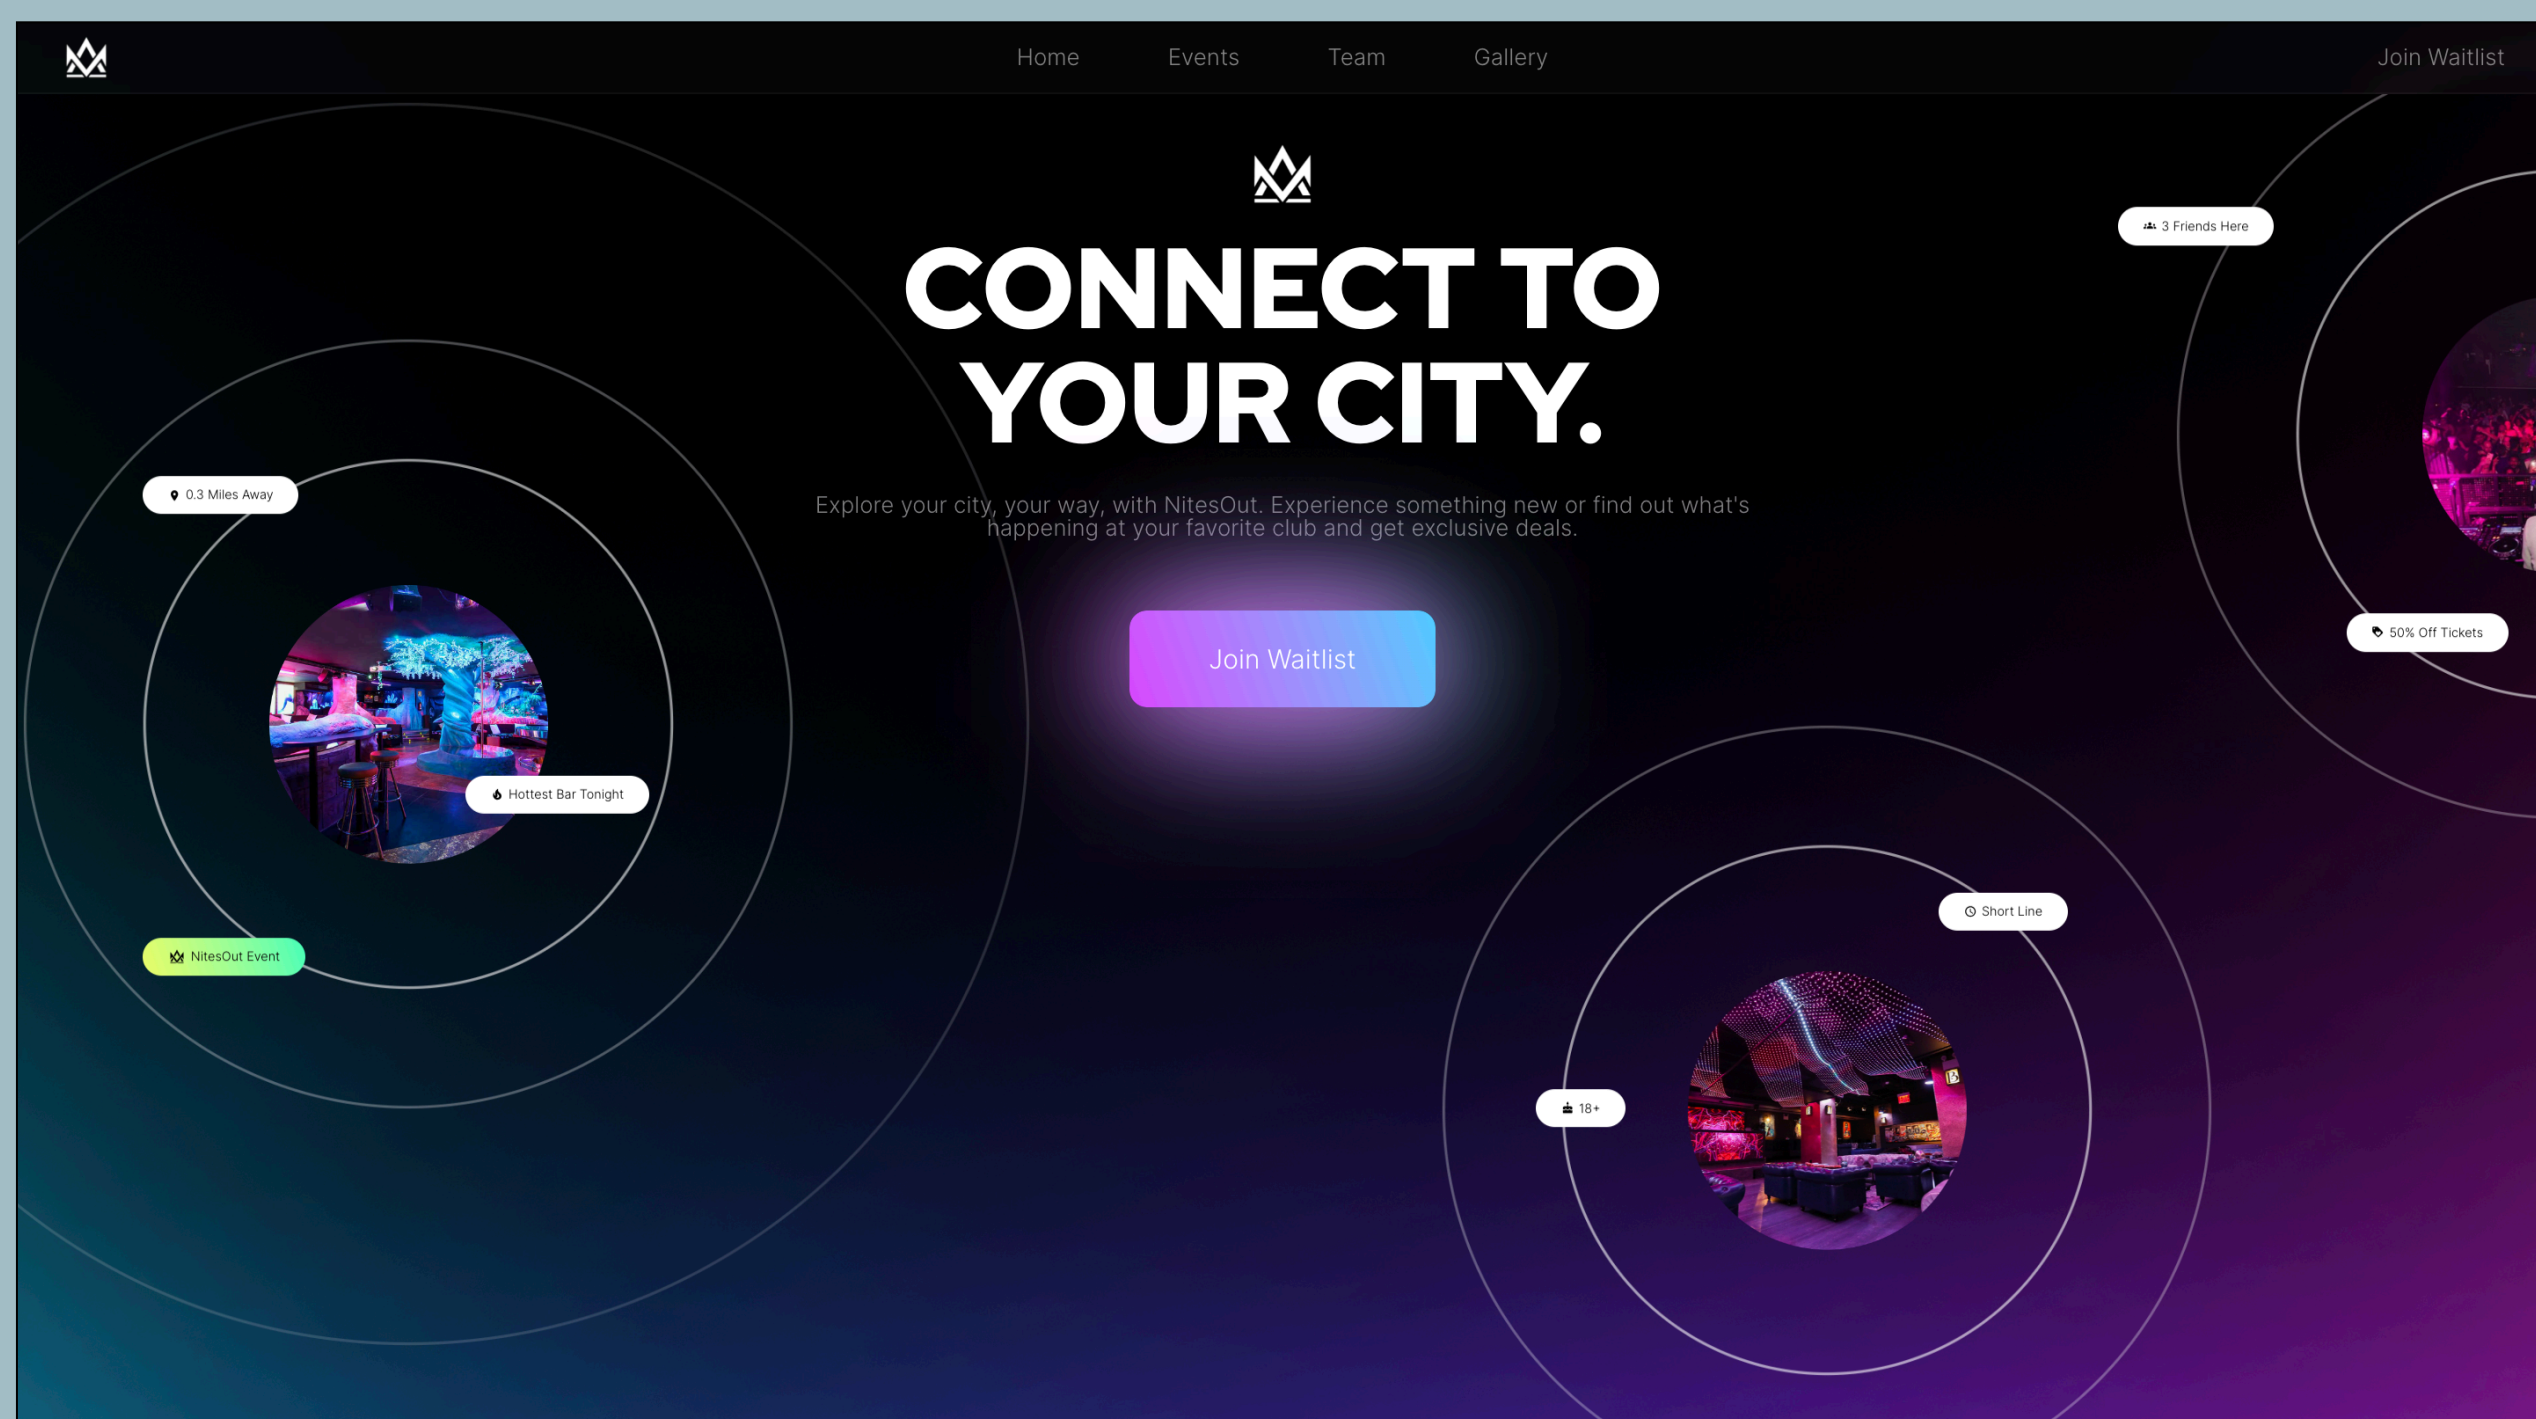 Home Events Team Gallery Join Waitlist
CONNECT TO
YOUR CITY.
Explore your city, your way, with NitesOut. Experience something new or find out what's
happening at your favorite club and get exclusive deals.
Join Waitlist
3 Friends Here
50% Off Tickets
0.3 Miles Away
Hottest Bar Tonight
NitesOut Event
Short Line
18+